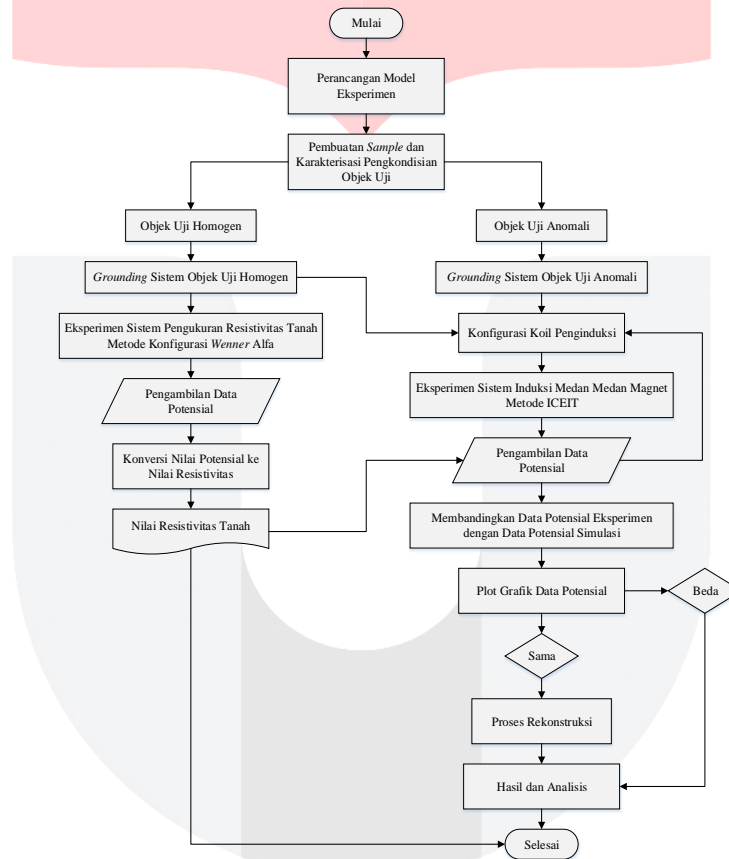 Mulai
Perancangan Model
Eksperimen
Pembuatan Sample dan
Karakterisasi Pengkondisian
Objek Uji
Objek Uji Homogen
Objek Uji Anomali
Grounding Sistem Objek Uji Homogen
Grounding Sistem Objek Uji Anomali
Eksperimen Sistem Pengukuran Resistivitas Tanah
Metode Konfigurasi Wenner Alfa
Konfigurasi Koil Penginduksi
Pengambilan Data
Potensial
Eksperimen Sistem Induksi Medan Medan Magnet
Metode ICEIT
Konversi Nilai Potensial ke
Nilai Resistivitas
Pengambilan Data
Potensial
Nilai Resistivitas Tanah
Membandingkan Data Potensial Eksperimen
dengan Data Potensial Simulasi
Plot Grafik Data Potensial
Beda
Sama
Proses Rekonstruksi
Hasil dan Analisis
Selesai